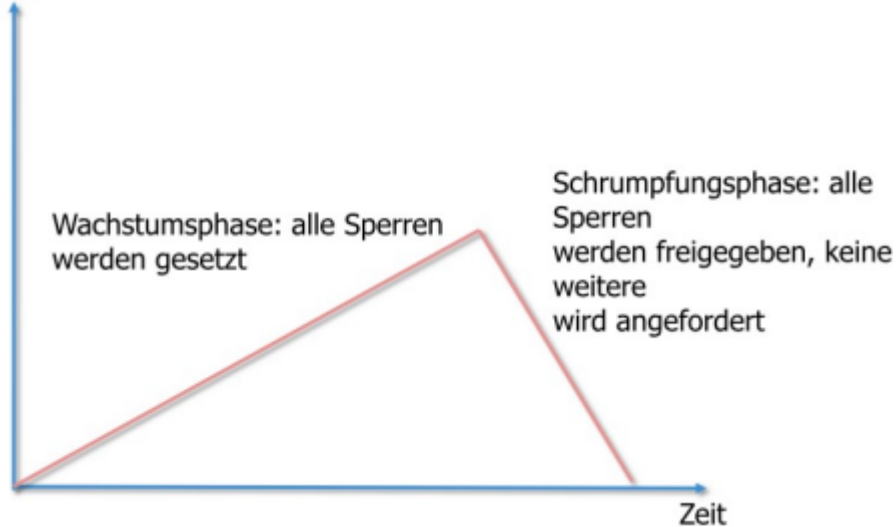 Wachstumsphase: alle Sperren
werden gesetzt
Schrumpfungsphase: alle
Sperren
werden freigegeben, keine
weitere
wird angefordert
Zeit